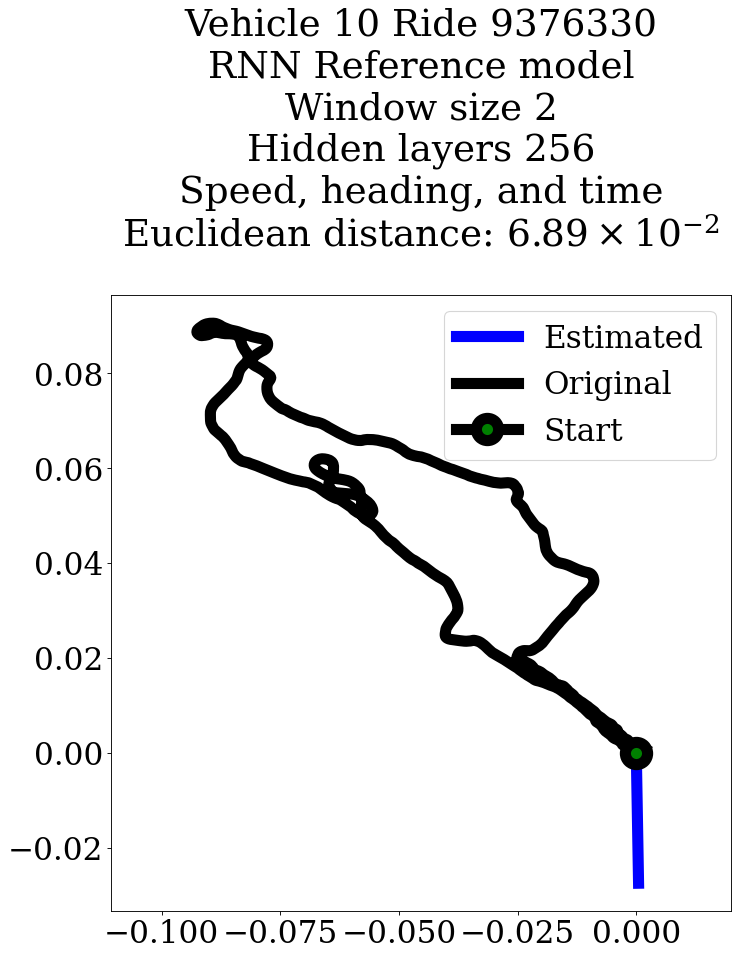 Vehicle 10 Ride 9376330
RNN Reference model
Window size 2
Hidden layers 256
Speed, heading, and time
Euclidean distance: 6.89 × 10⁻²
Estimated
Original
Start
0.08
0.06
0.04
0.02
0.00
−0.02
−0.100 −0.075 −0.050 −0.025 0.000